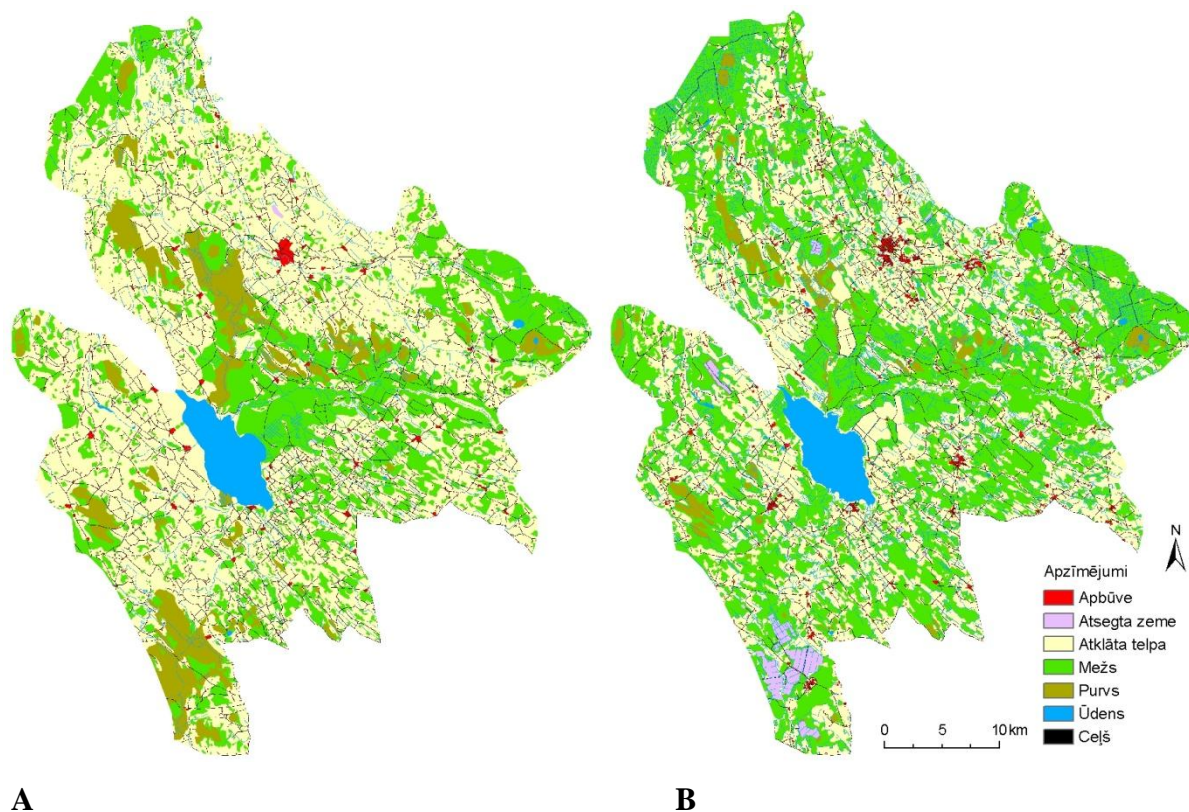 N
Apzīmējumi
Apbūve
Atsegta zeme
Atklāta telpa
Mežs
Purvs
Ūdens
Ceļš
0 5 10 km
A B